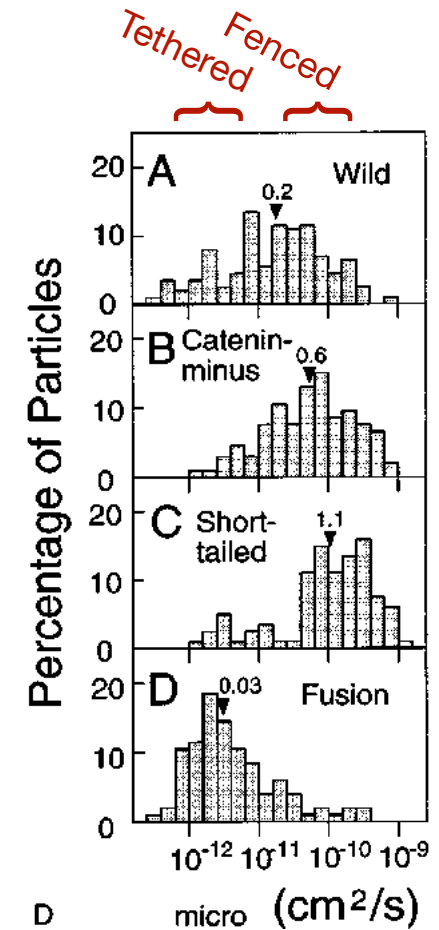 Tethered
Fenced
Percentage of Particles
20
10
0
A
Wild
0.2
20
10
0
B Catenin-
minus
0.6
20
10
0
C Short-
tailed
1.1
20
10
0
D
0.03
Fusion
10⁻¹² 10⁻¹¹ 10⁻¹⁰ 10⁻⁹
D micro (cm²/s)